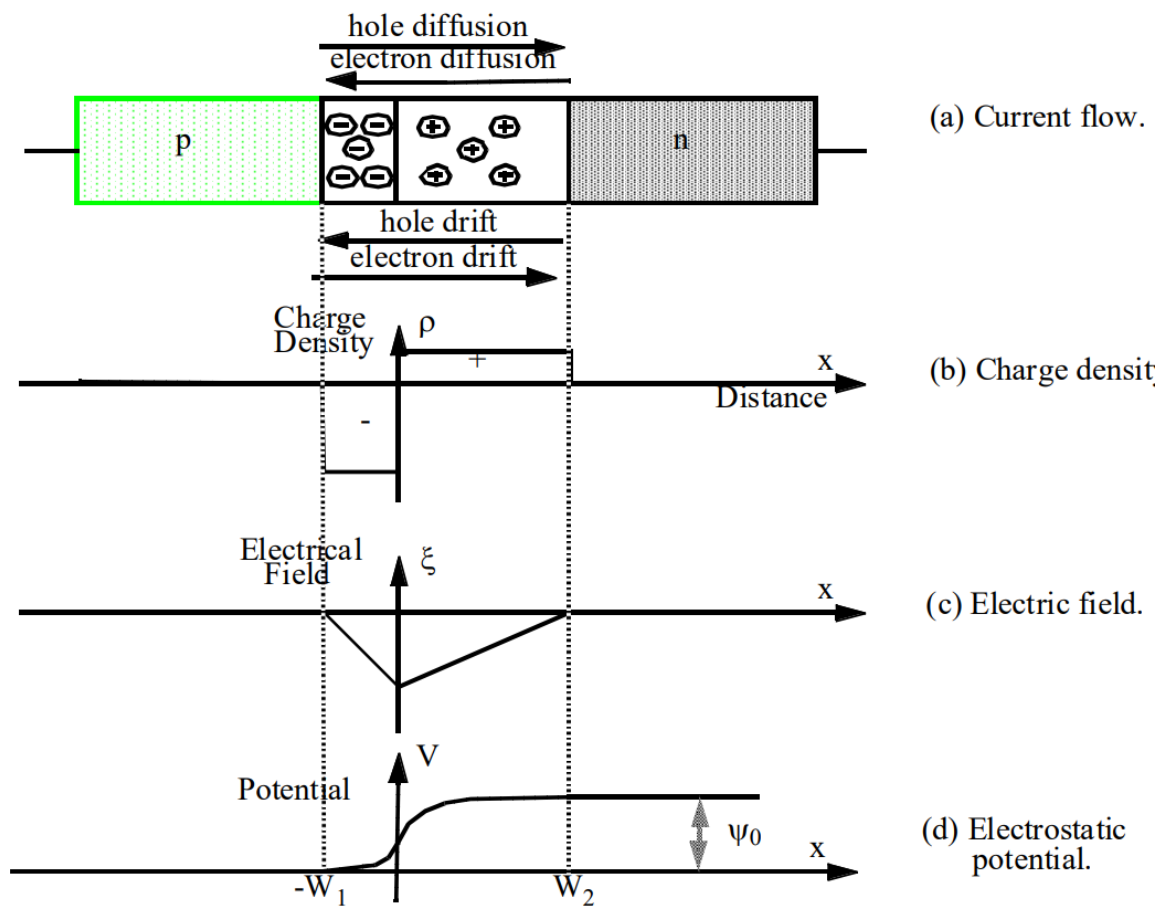 hole diffusion
electron diffusion
p
n
(a) Current flow.
hole drift
electron drift
Charge
Density
ρ
+
-
x
Distance
(b) Charge density
Electrical
Field
ξ
x
(c) Electric field.
V
Potential
ψ0
x
(d) Electrostatic
potential.
-W1
W2